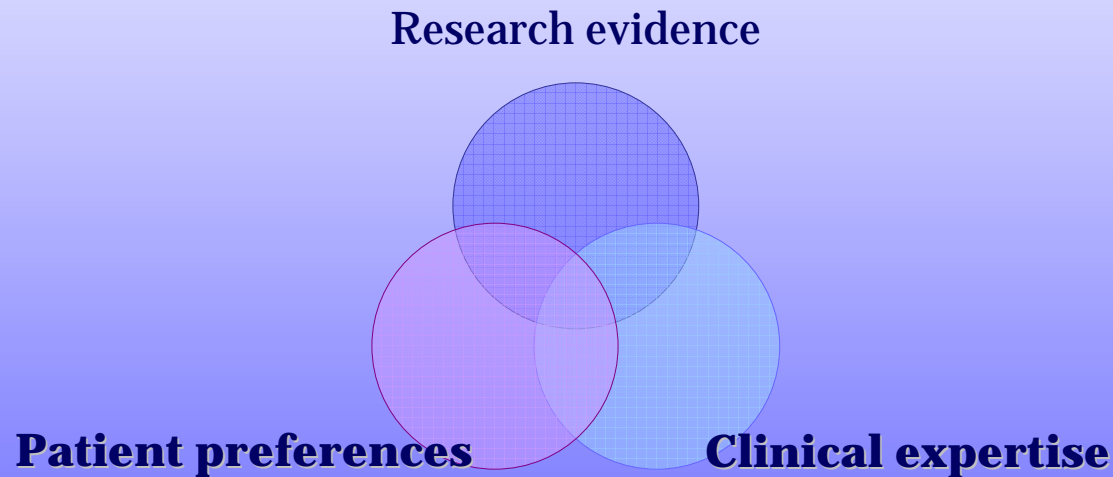 Research evidence
Patient preferences
Clinical expertise